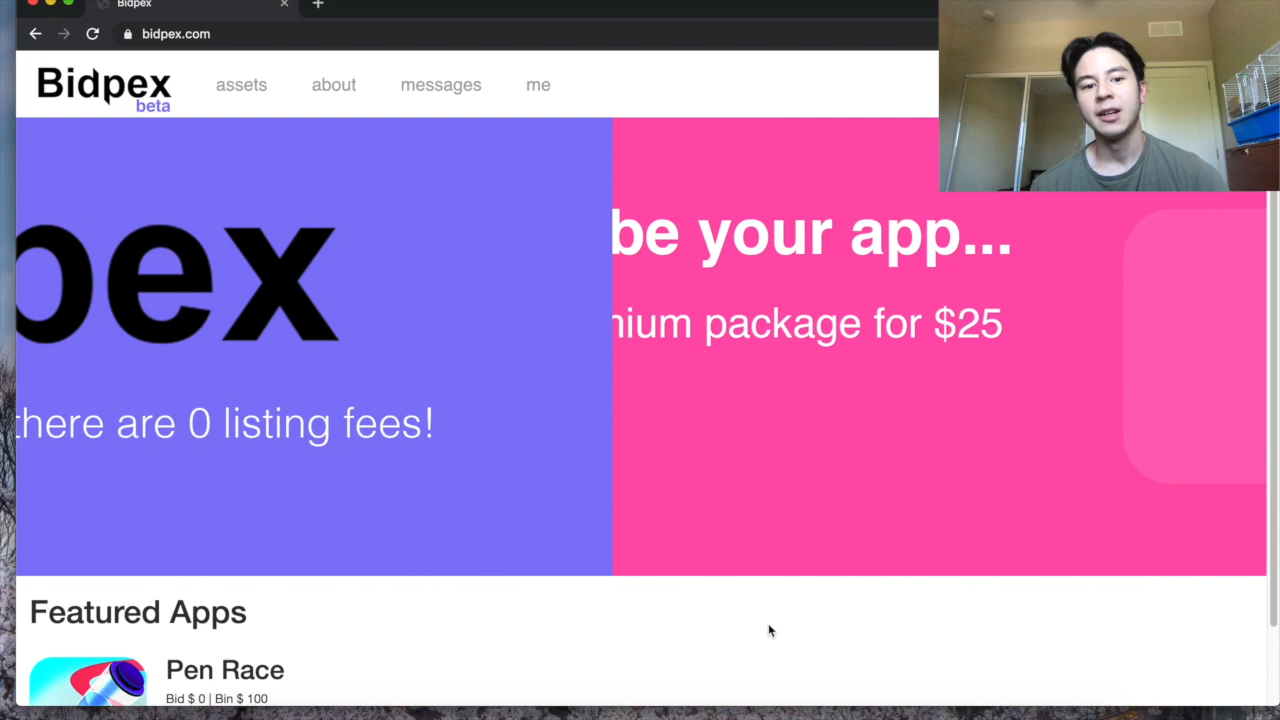 Bidpex
bidpex.com
Bidpex
beta
assets
about
messages
me
pex
there are 0 listing fees!
be your app...
nium package for $25
Featured Apps
Pen Race
Bid $ 0 | Bin $ 100